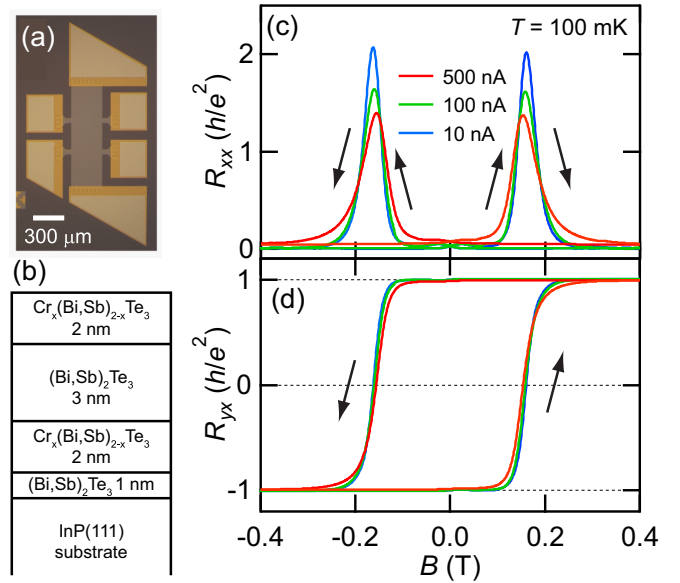 (a)
300 μm
(b)
Crₓ(Bi,Sb)₂₋ₓTe₃
2 nm
(Bi,Sb)₂Te₃
3 nm
Crₓ(Bi,Sb)₂₋ₓTe₃
2 nm
(Bi,Sb)₂Te₃ 1 nm
InP(111)
substrate
(c)
T = 100 mK
500 nA
100 nA
10 nA
Rₓₓ (h/e²)
2
1
0
(d)
R_yx (h/e²)
1
0
-1
-0.4
-0.2
0.0
0.2
0.4
B (T)